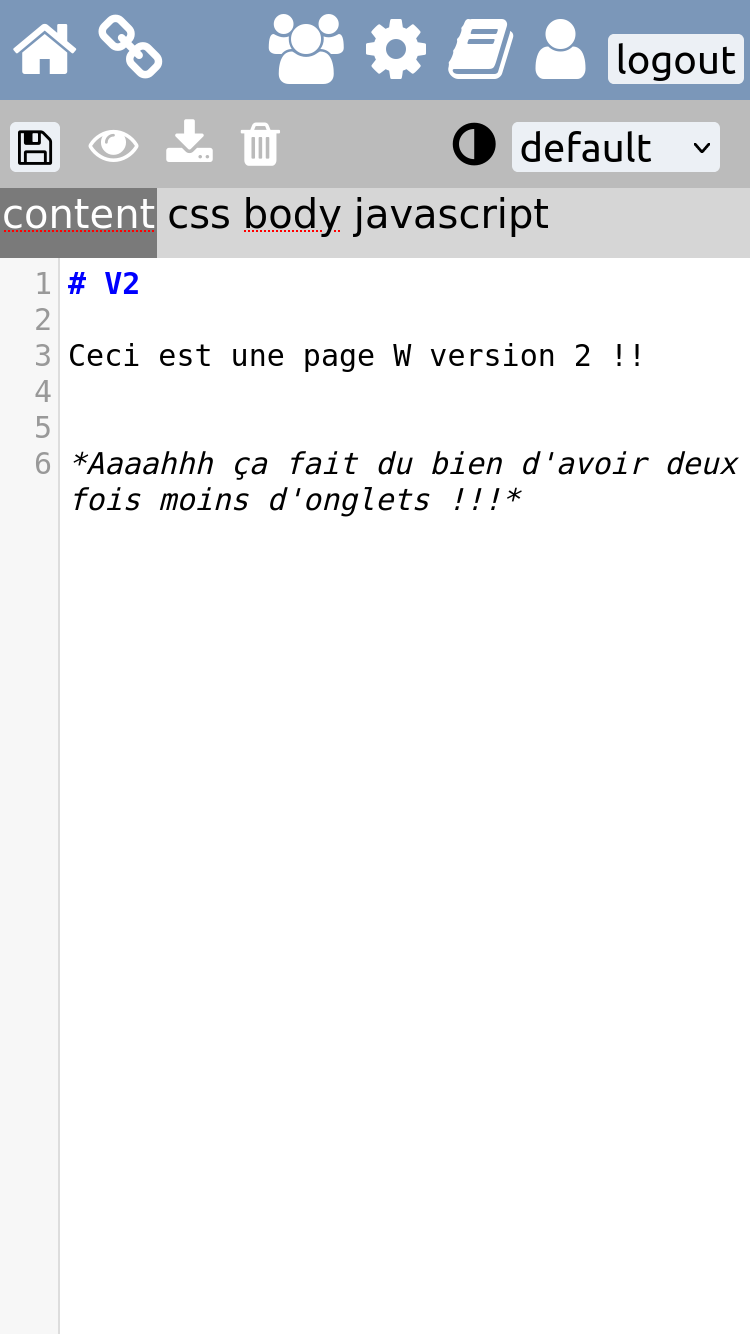 logout
default
content css body javascript
1 # V2
2
3 Ceci est une page W version 2 !!
4
5
6 *Aaaahhh ça fait du bien d'avoir deux
fois moins d'onglets !!!*